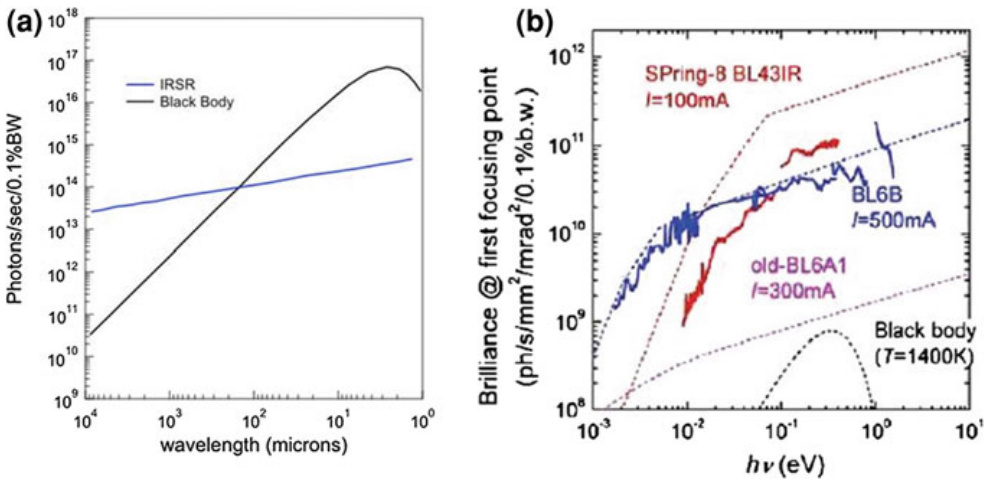 (a)
10^18
10^17
10^16
10^15
10^14
10^13
10^12
10^11
10^10
10^9
Photons/sec/0.1%BW
IRSR
Black Body
10^4 10^3 10^2 10^1 10^0
wavelength (microns)
(b)
10^12
10^11
10^10
10^9
10^8
Brilliance @ first focusing point
(ph/s/mm²/mrad²/0.1%b.w.)
SPring-8 BL43IR
I=100mA
BL6B
I=500mA
old-BL6A1
I=300mA
Black body
(T=1400K)
10^-3 10^-2 10^-1 10^0 10^1
hν (eV)